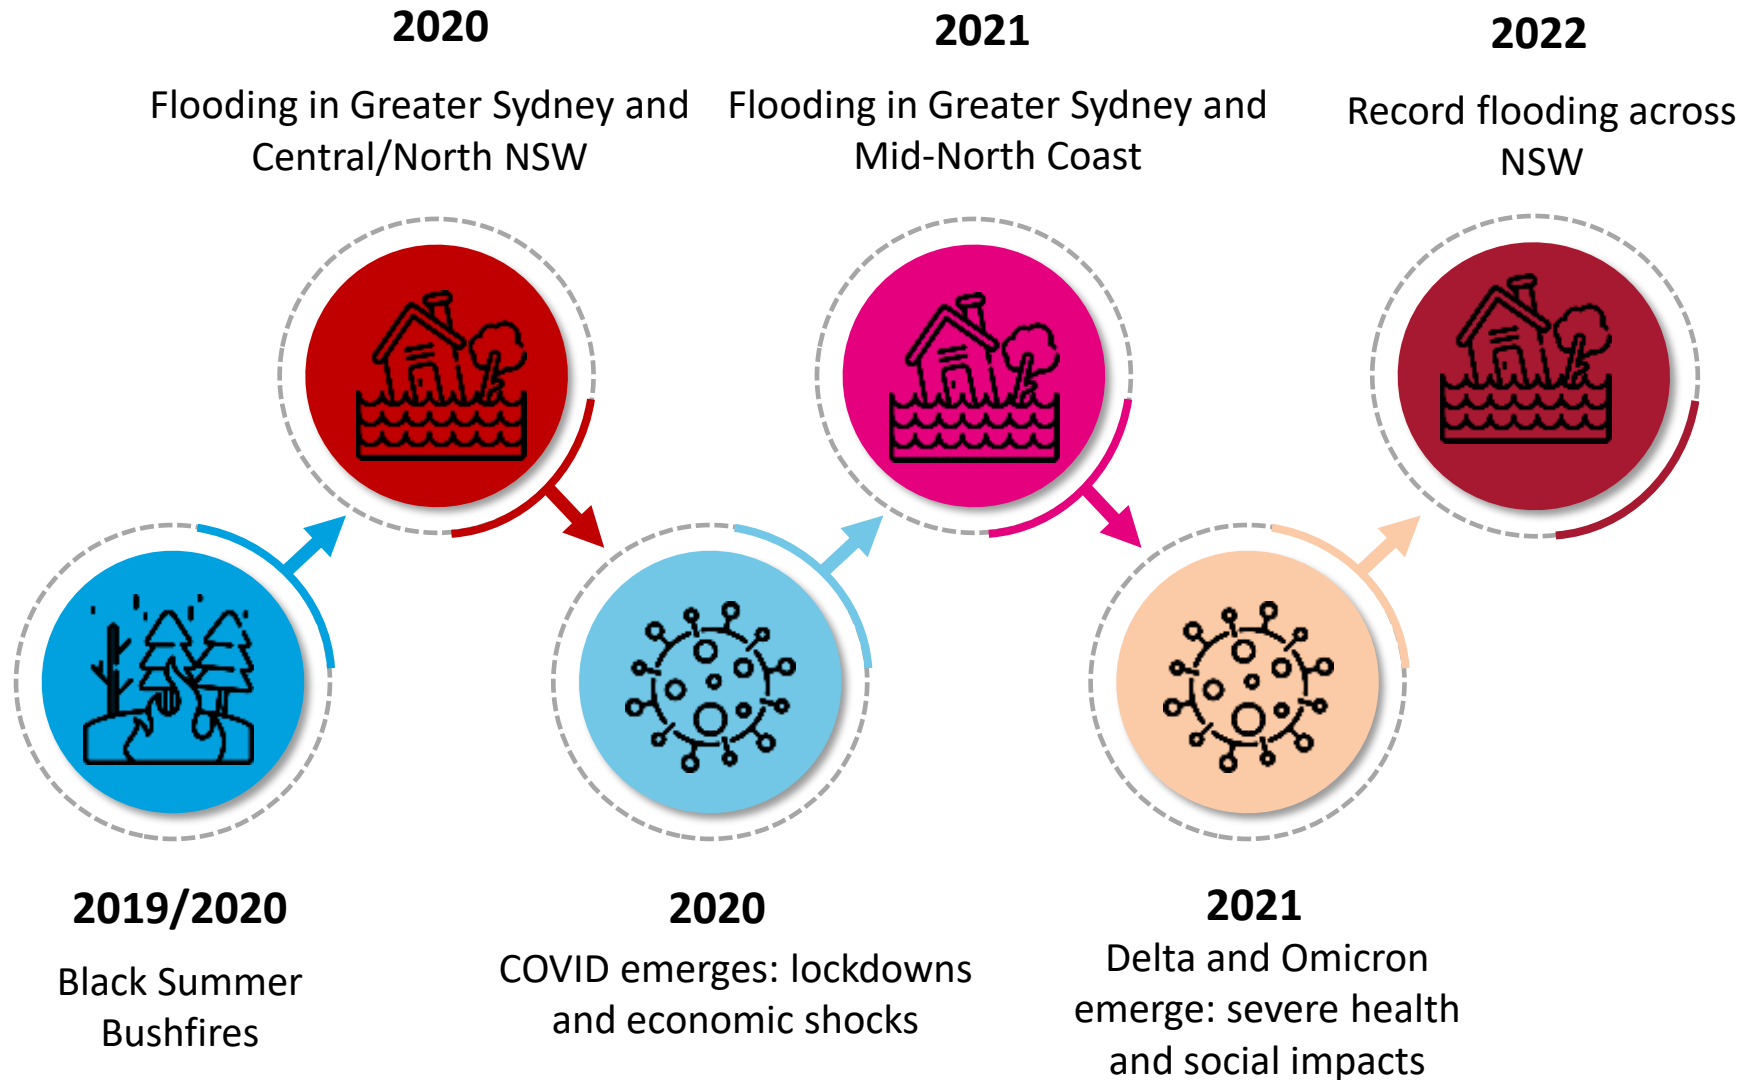 2020
Flooding in Greater Sydney and
Central/North NSW
2021
Flooding in Greater Sydney and
Mid-North Coast
2022
Record flooding across
NSW
2019/2020
Black Summer
Bushfires
2020
COVID emerges: lockdowns
and economic shocks
2021
Delta and Omicron
emerge: severe health
and social impacts